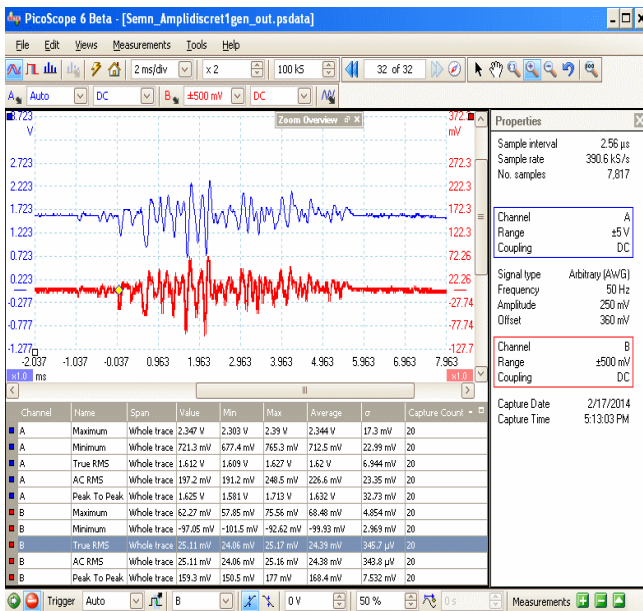 PicoScope 6 Beta - [Semn_Amplidiscret1gen_out.psdata]
File Edit Views Measurements Tools Help
2 ms/div x 2 100 kS 32 of 32
A Auto DC B ±500 mV DC
3.723 V
372.3 mV
Zoom Overview
2.723 272.3
2.223 222.3
1.723 172.3
1.223 122.3
0.723 72.26
0.223 22.26
-0.277 -27.74
-0.777 -77.74
-1.277 -127.7
-2.037 -1.037 -0.037 0.963 1.963 2.963 3.963 4.963 5.963 6.963 7.963
x1.0 ms x1.0
Properties
Sample interval 2.56 µs
Sample rate 390.6 kS/s
No. samples 7,817
Channel A
Range ±5 V
Coupling DC
Signal type Arbitrary (AWG)
Frequency 50 Hz
Amplitude 250 mV
Offset 360 mV
Channel B
Range ±500 mV
Coupling DC
Capture Date 2/17/2014
Capture Time 5:13:03 PM
Channel Name Span Value Min Max Average σ Capture Count
A Maximum Whole trace 2.347 V 2.303 V 2.39 V 2.344 V 17.3 mV 20
A Minimum Whole trace 721.3 mV 677.4 mV 765.3 mV 712.5 mV 22.99 mV 20
A True RMS Whole trace 1.612 V 1.609 V 1.627 V 1.62 V 6.944 mV 20
A AC RMS Whole trace 197.2 mV 191.2 mV 248.5 mV 226.6 mV 23.35 mV 20
A Peak To Peak Whole trace 1.625 V 1.581 V 1.713 V 1.632 V 32.73 mV 20
B Maximum Whole trace 62.27 mV 57.85 mV 75.56 mV 68.48 mV 4.854 mV 20
B Minimum Whole trace -97.05 mV -101.5 mV -92.62 mV -99.93 mV 2.969 mV 20
B True RMS Whole trace 25.11 mV 24.06 mV 25.17 mV 24.39 mV 345.7 µV 20
B AC RMS Whole trace 25.11 mV 24.06 mV 25.16 mV 24.38 mV 343.8 µV 20
B Peak To Peak Whole trace 159.3 mV 150.5 mV 177 mV 168.4 mV 7.532 mV 20
Trigger Auto B 0 V 50 % 0 s Measurements